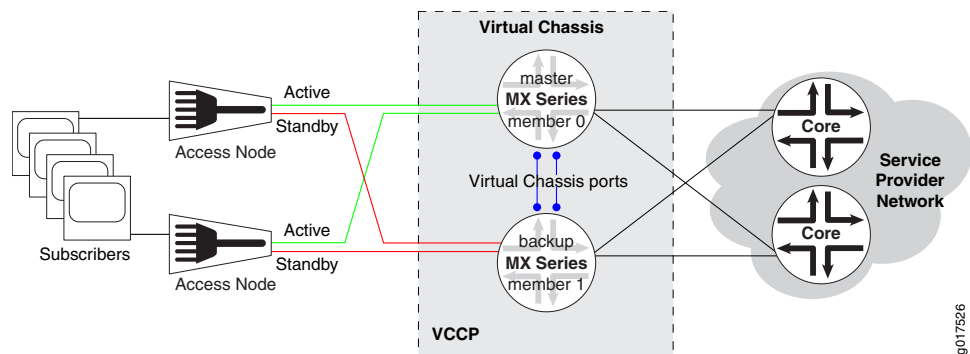 Virtual Chassis
master
MX Series
member 0
Active
Standby
Access Node
Core
Service
Provider
Network
Virtual Chassis ports
Subscribers
Active
Standby
Access Node
backup
MX Series
member 1
Core
VCCP
g017526